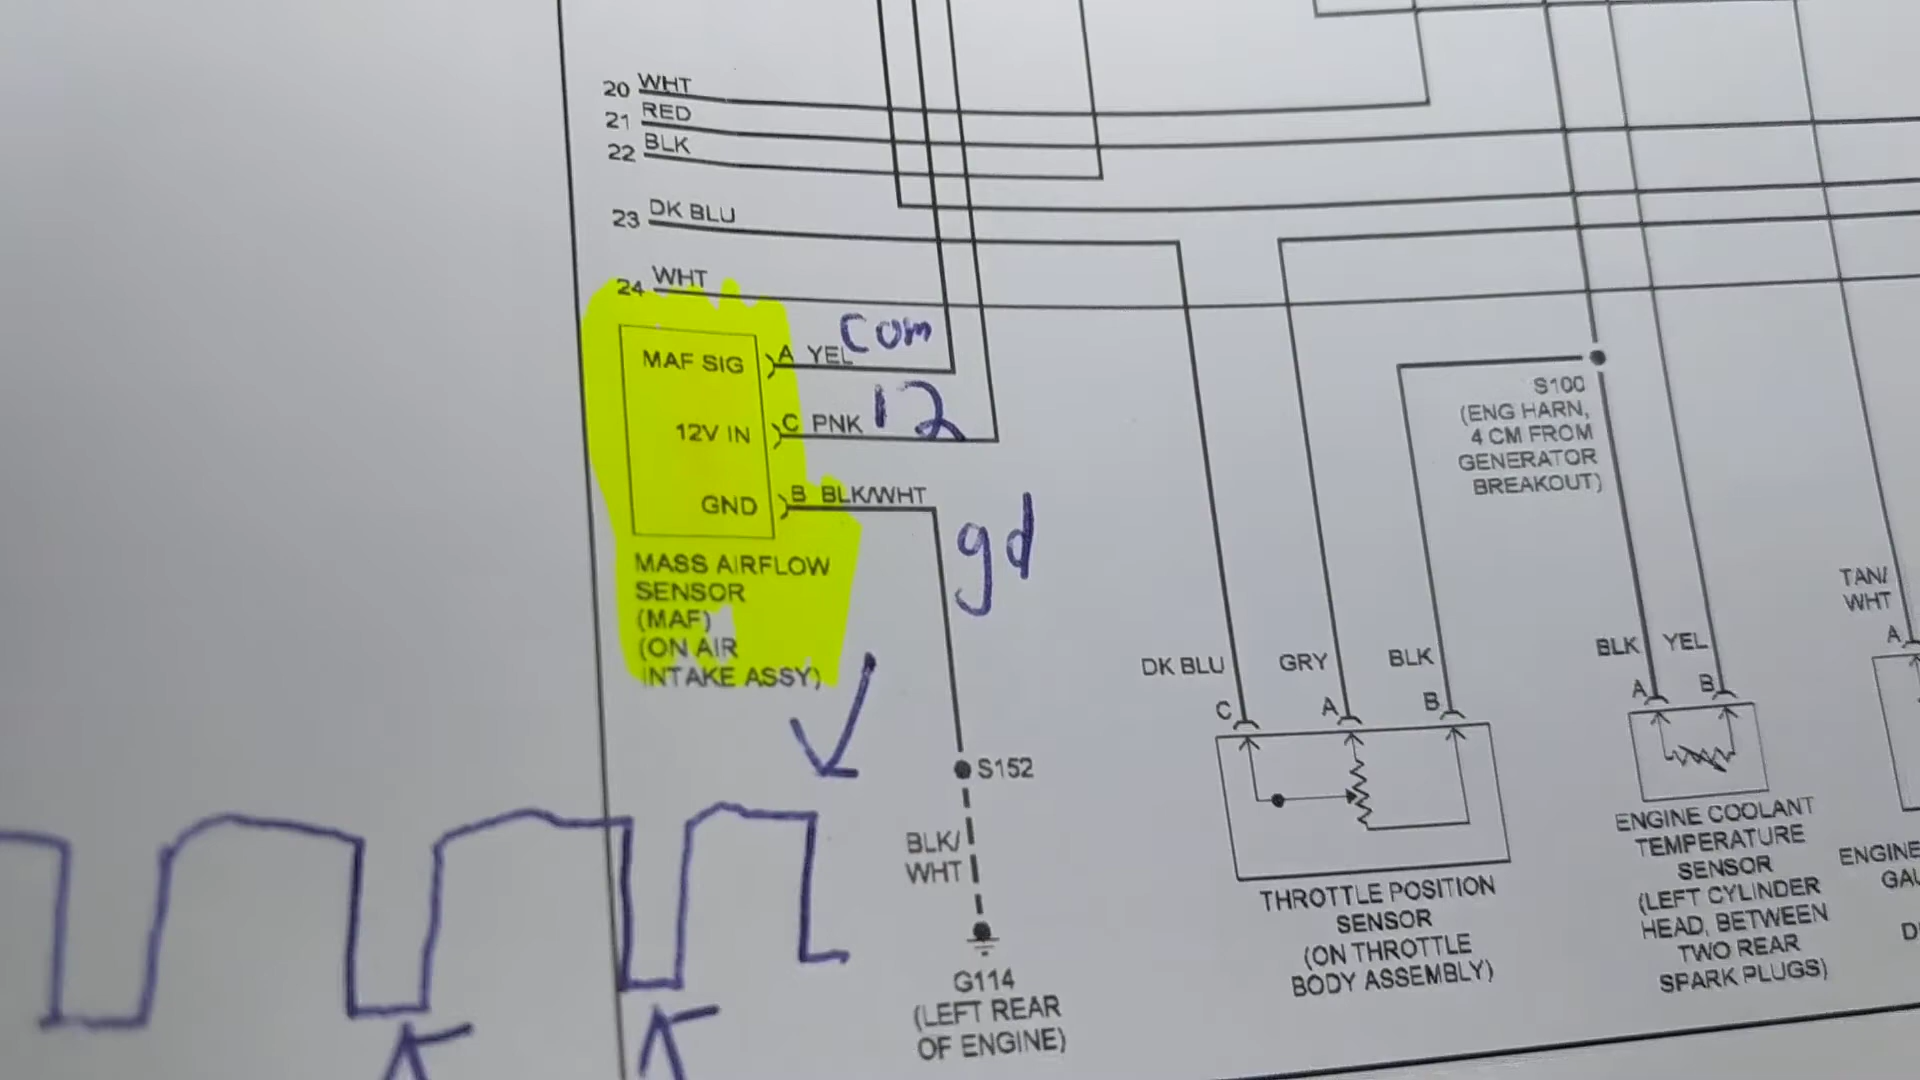 20 WHT
21 RED
22 BLK
23 DK BLU
24 WHT
MAF SIG A YEL com
12V IN C PNK 12
GND B BLK/WHT gd
MASS AIRFLOW
SENSOR
(MAF)
(ON AIR
INTAKE ASSY)
S152
BLK/
WHT
G114
(LEFT REAR
OF ENGINE)
S100
(ENG HARN,
4 CM FROM
GENERATOR
BREAKOUT)
DK BLU GRY BLK
C A B
THROTTLE POSITION
SENSOR
(ON THROTTLE
BODY ASSEMBLY)
BLK YEL
A B
ENGINE COOLANT
TEMPERATURE
SENSOR
(LEFT CYLINDER
HEAD, BETWEEN
TWO REAR
SPARK PLUGS)
TAN/
WHT
A
ENGINE